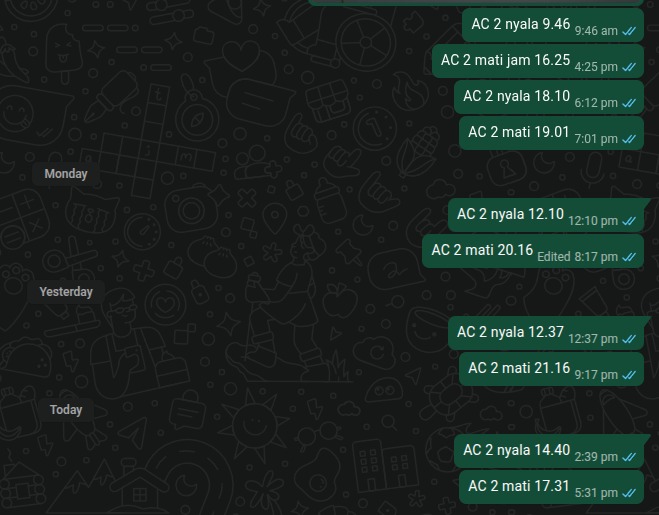 AC 2 nyala 9.46 9:46 am
AC 2 mati jam 16.25 4:25 pm
AC 2 nyala 18.10 6:12 pm
AC 2 mati 19.01 7:01 pm
Monday
AC 2 nyala 12.10 12:10 pm
AC 2 mati 20.16 Edited 8:17 pm
Yesterday
AC 2 nyala 12.37 12:37 pm
AC 2 mati 21.16 9:17 pm
Today
AC 2 nyala 14.40 2:39 pm
AC 2 mati 17.31 5:31 pm